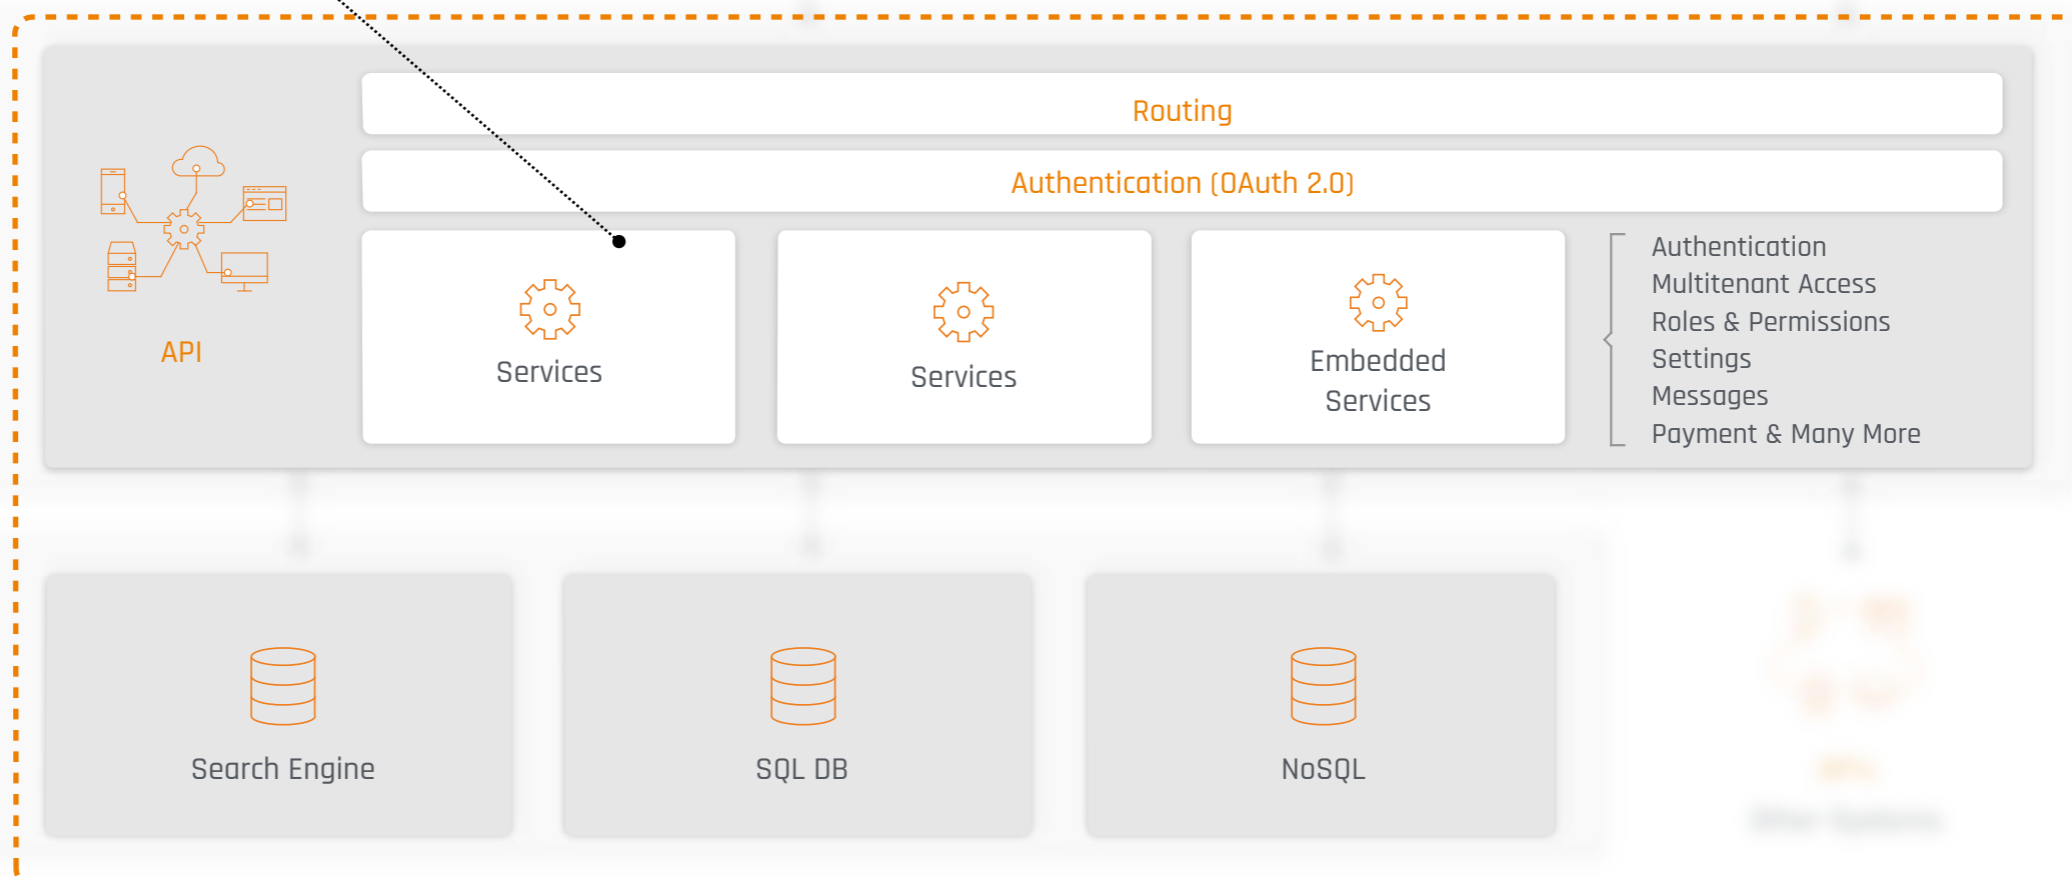 Routing
Authentication (OAuth 2.0)
API
Services
Services
Embedded
Services
Authentication
Multitenant Access
Roles & Permissions
Settings
Messages
Payment & Many More
Search Engine
SQL DB
NoSQL